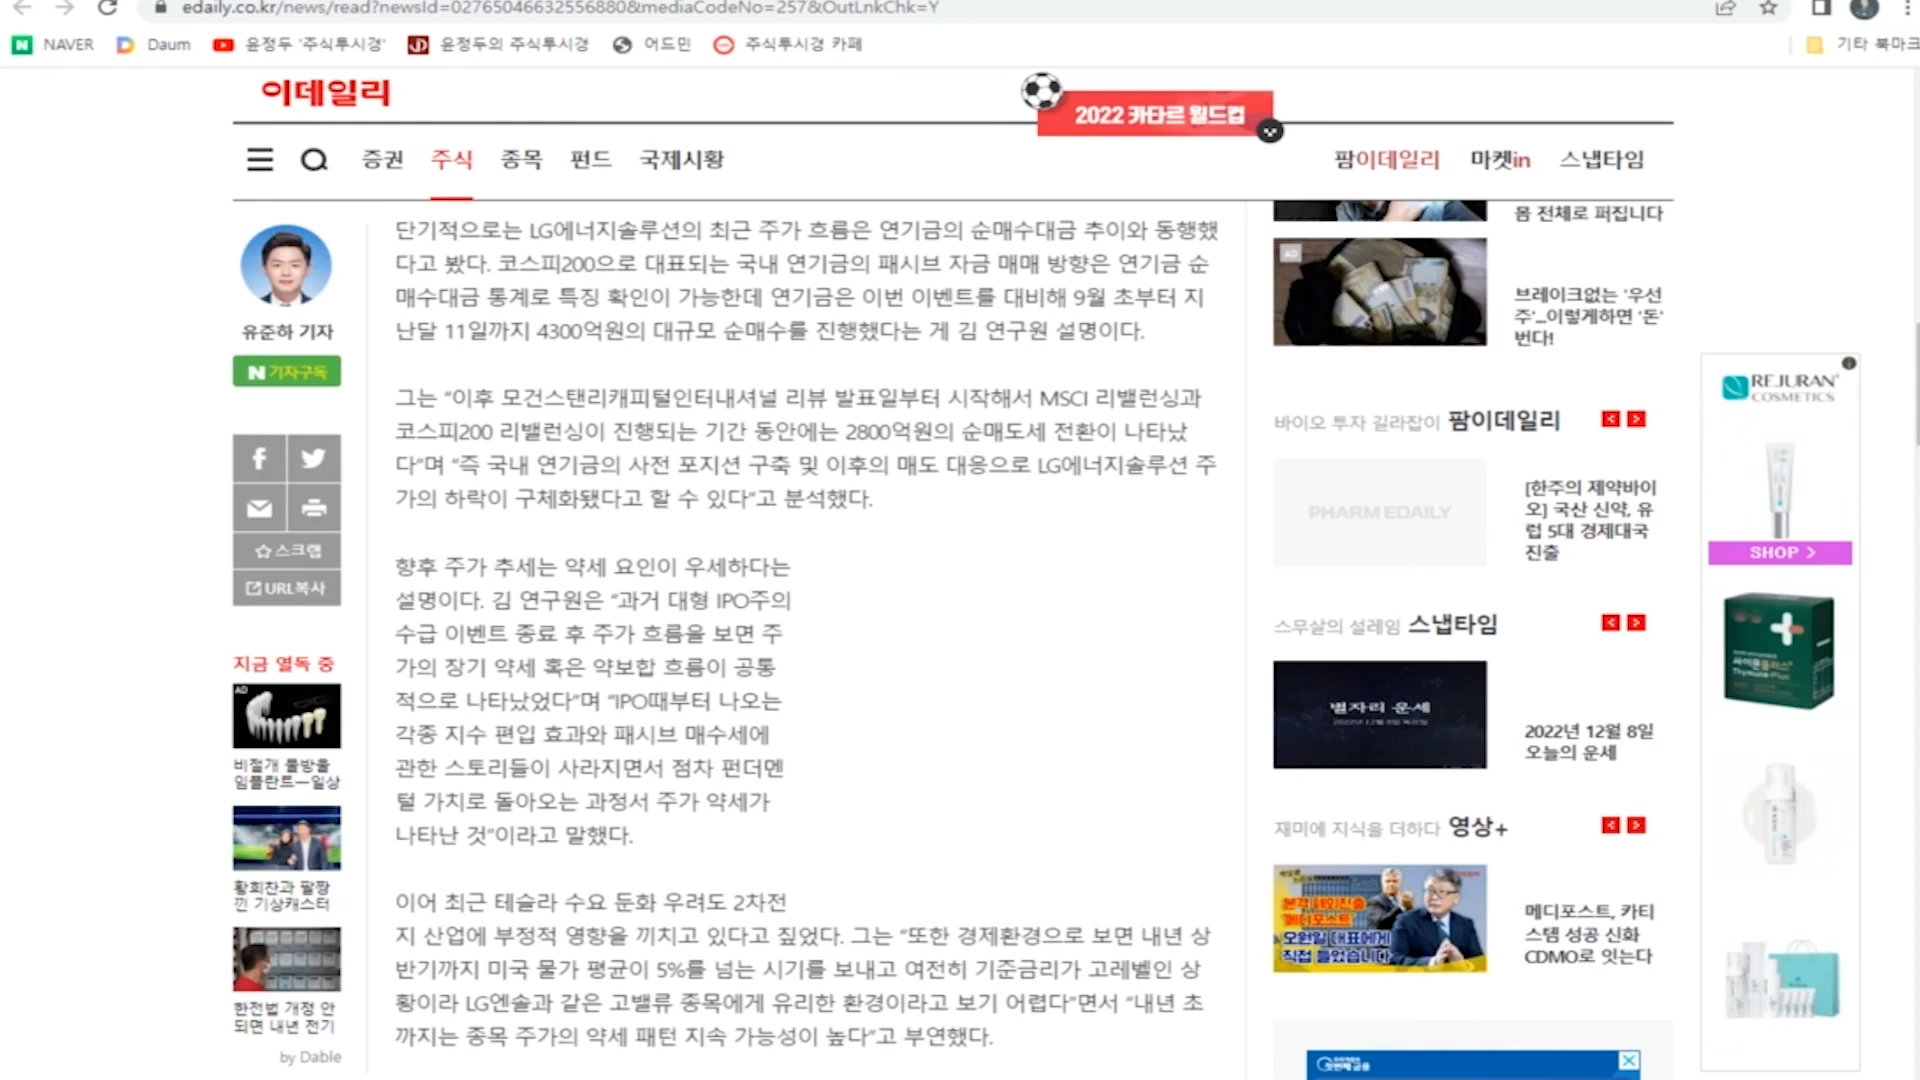 edaily.co.kr/news/read?newsId=02765046632556880&mediaCodeNo=257&OutLnkChk=Y
NAVER
Daum
윤정두 '주식투시경'
윤정두의 주식투시경
어드민
주식투시경 카페
기타 북마크
이데일리
2022 카타르 월드컵
증권 주식 종목 펀드 국제시황
팜이데일리 마켓in 스냅타임
유준하 기자
N 기자구독
스크랩
URL복사
지금 열독 중
AD
비절개 물방울
임플란트—일상
황희찬과 팔짱
낀 기상캐스터
한전법 개정 안
되면 내년 전기
by Dable
단기적으로는 LG에너지솔루션의 최근 주가 흐름은 연기금의 순매수대금 추이와 동행했
다고 봤다. 코스피200으로 대표되는 국내 연기금의 패시브 자금 매매 방향은 연기금 순
매수대금 통계로 특징 확인이 가능한데 연기금은 이번 이벤트를 대비해 9월 초부터 지
난달 11일까지 4300억원의 대규모 순매수를 진행했다는 게 김 연구원 설명이다.
그는 “이후 모건스탠리캐피털인터내셔널 리뷰 발표일부터 시작해서 MSCI 리밸런싱과
코스피200 리밸런싱이 진행되는 기간 동안에는 2800억원의 순매도세 전환이 나타났
다”며 “즉 국내 연기금의 사전 포지션 구축 및 이후의 매도 대응으로 LG에너지솔루션 주
가의 하락이 구체화됐다고 할 수 있다”고 분석했다.
향후 주가 추세는 약세 요인이 우세하다는
설명이다. 김 연구원은 “과거 대형 IPO주의
수급 이벤트 종료 후 주가 흐름을 보면 주
가의 장기 약세 혹은 약보합 흐름이 공통
적으로 나타났었다”며 “IPO때부터 나오는
각종 지수 편입 효과와 패시브 매수세에
관한 스토리들이 사라지면서 점차 펀더멘
털 가치로 돌아오는 과정서 주가 약세가
나타난 것”이라고 말했다.
이어 최근 테슬라 수요 둔화 우려도 2차전
지 산업에 부정적 영향을 끼치고 있다고 짚었다. 그는 “또한 경제환경으로 보면 내년 상
반기까지 미국 물가 평균이 5%를 넘는 시기를 보내고 여전히 기준금리가 고레벨인 상
황이라 LG엔솔과 같은 고밸류 종목에게 유리한 환경이라고 보기 어렵다”면서 “내년 초
까지는 종목 주가의 약세 패턴 지속 가능성이 높다”고 부연했다.
몸 전체로 퍼집니다
AD
브레이크없는 '우선
주'...이렇게하면 '돈'
번다!
바이오 투자 길라잡이 팜이데일리
PHARM EDAILY
[한주의 제약바이
오] 국산 신약, 유
럽 5대 경제대국
진출
스무살의 설레임 스냅타임
별자리 운세
2022년 12월 8일
오늘의 운세
재미에 지식을 더하다 영상+
본격 해외진출
'메디포스트'
오원일 대표에게
직접 들었습니다
메디포스트, 카티
스템 성공 신화
CDMO로 잇는다
REJURAN
COSMETICS
SHOP >